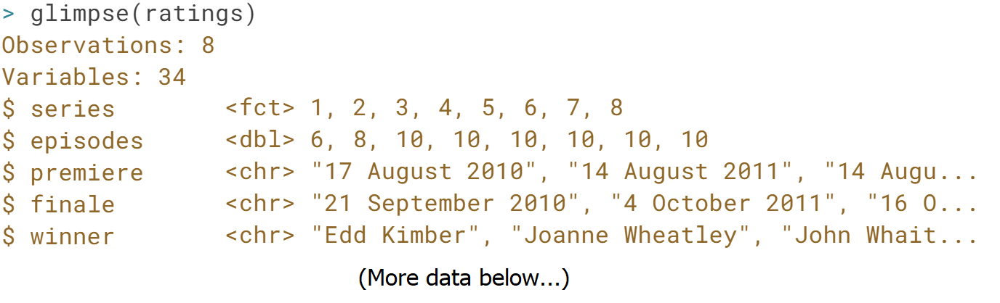 > glimpse(ratings)
Observations: 8
Variables: 34
$ series <fct> 1, 2, 3, 4, 5, 6, 7, 8
$ episodes <dbl> 6, 8, 10, 10, 10, 10, 10, 10
$ premiere <chr> "17 August 2010", "14 August 2011", "14 Augu...
$ finale <chr> "21 September 2010", "4 October 2011", "16 O...
$ winner <chr> "Edd Kimber", "Joanne Wheatley", "John Whait...
(More data below...)